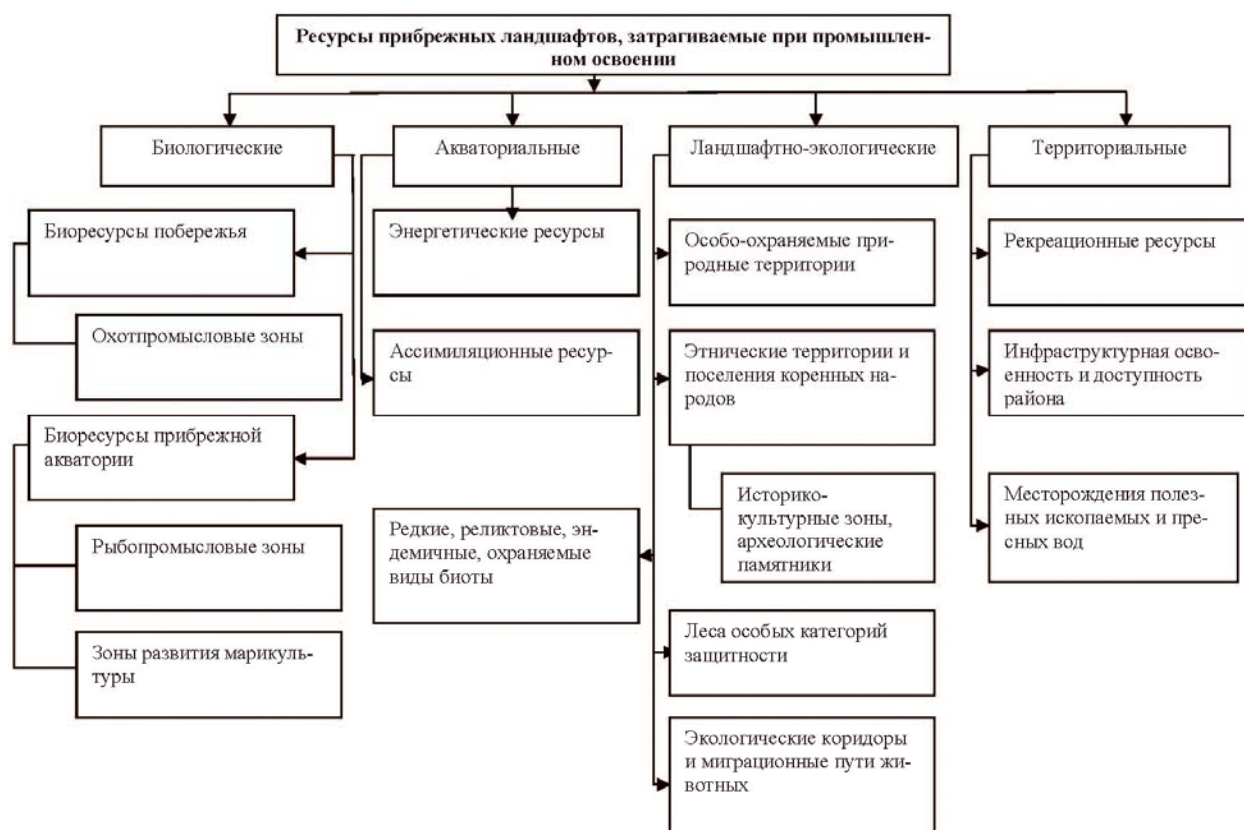 Ресурсы прибрежных ландшафтов, затрагиваемые при промышлен-
ном освоении
Биологические
Акваториальные
Ландшафтно-экологические
Территориальные
Биоресурсы побережья
Охотпромысловые зоны
Биоресурсы прибрежной
акватории
Рыбопромысловые зоны
Зоны развития марикуль-
туры
Энергетические ресурсы
Ассимиляционные ресур-
сы
Особо-охраняемые при-
родные территории
Этнические территории и
поселения коренных на-
родов
Историко-
культурные зоны,
археологические
памятники
Редкие, реликтовые, эн-
демичные, охраняемые
виды биоты
Леса особых категорий
защитности
Экологические коридоры
и миграционные пути жи-
вотных
Рекреационные ресурсы
Инфраструктурная осво-
енность и доступность
района
Месторождения полез-
ных ископаемых и пре-
сных вод